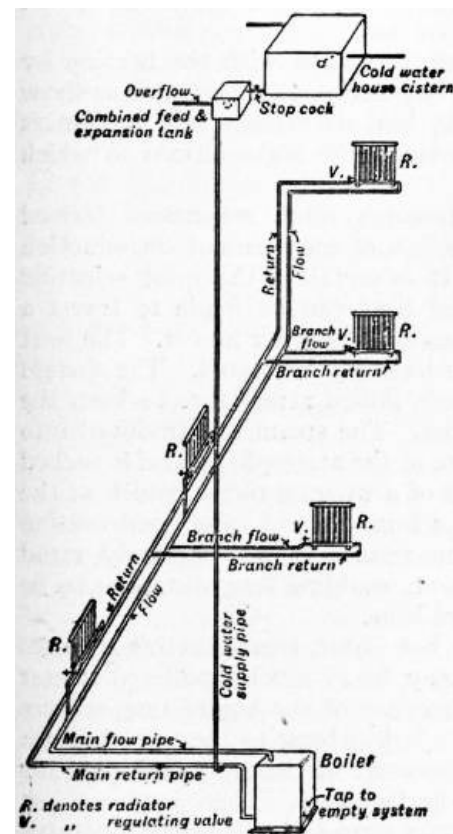 Overflow
Cold water
house cistern
Stop cock
Combined feed &
expansion tank
V.
R.
Return
Flow
Branch flow
V.
R.
Branch return
R.
Branch flow
V.
R.
Branch return
Return
Flow
R.
Cold water
supply pipe
Main flow pipe
Main return pipe
Boiler
Tap to
empty system
R. denotes radiator
V. „ regulating valve